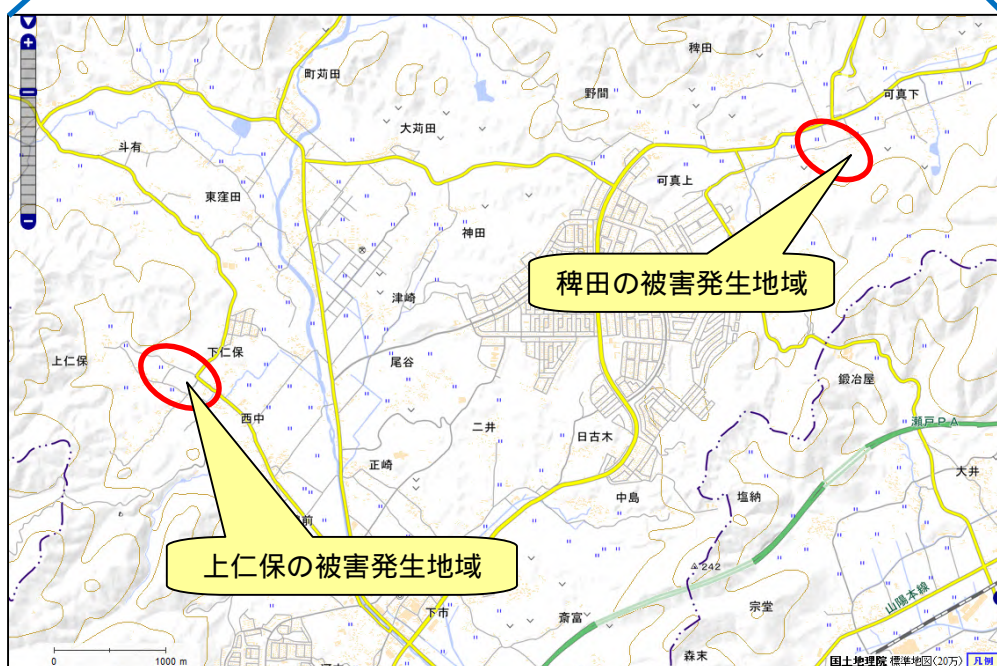 稗田
町苅田
野間
可真下
大苅田
斗有
可真上
東窪田
神田
稗田の被害発生地域
津崎
下仁保
上仁保
尾谷
鍛冶屋
西中
瀬戸PA
二井
日古木
正崎
大井
中島
塩納
前
上仁保の被害発生地域
242
山陽本線
宗堂
下市
斎富
森末
0 1000 m
国土地理院 標準地図(20万) 凡例